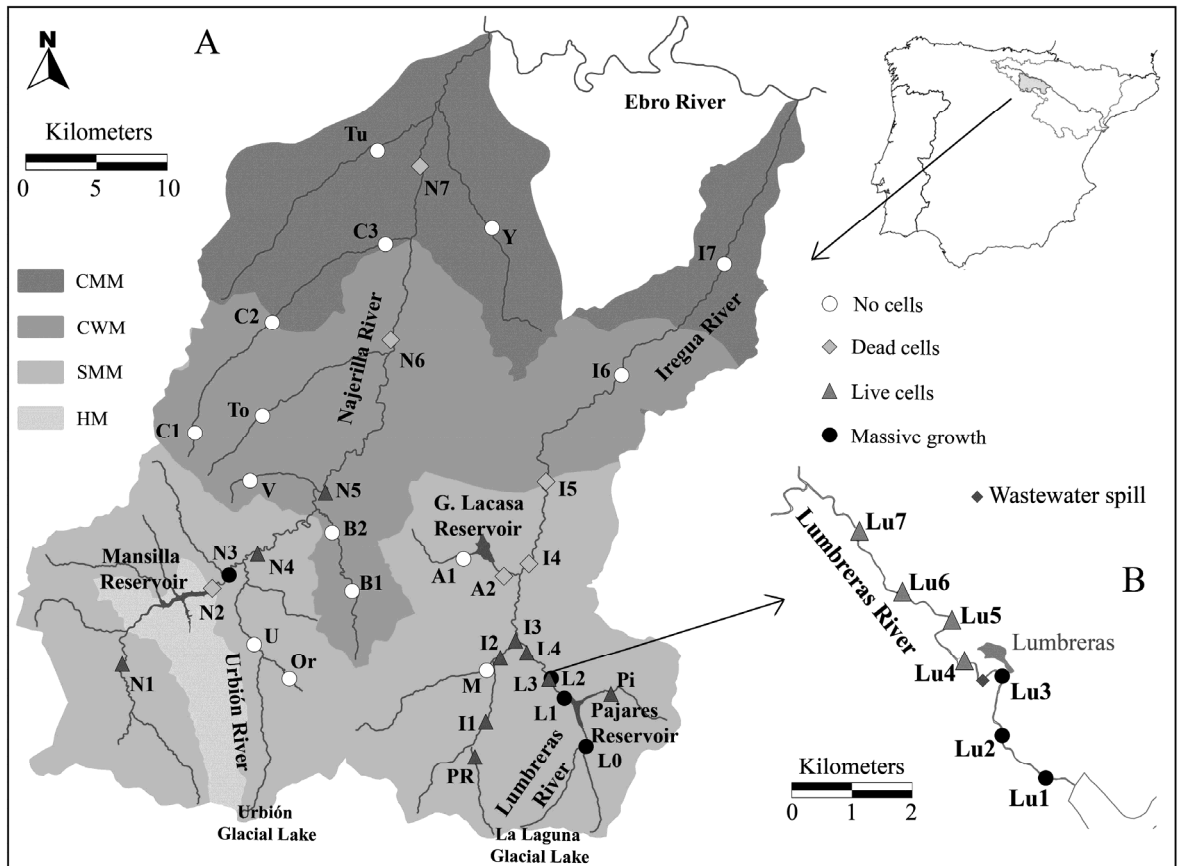 N
A
Kilometers
0 5 10
Ebro River
Tu
N7
C3
Y
I7
CMM
CWM
SMM
HM
C2
Najerilla River
N6
Iregua River
I6
To
C1
No cells
Dead cells
Live cells
Massivc growth
V
N5
I5
G. Lacasa
Reservoir
B2
Mansilla
Reservoir
N3
N4
A1
A2
I4
N2
B1
U
Or
N1
Urbión River
I3
I2
L4
M
L3
L2
Pi
L1
Pajares
Reservoir
I1
L0
PR
Lumbreras
River
Urbión
Glacial Lake
La Laguna
Glacial Lake
Wastewater spill
B
Lumbreras River
Lu7
Lu6
Lu5
Lumbreras
Lu4
Lu3
Lu2
Lu1
Kilometers
0 1 2